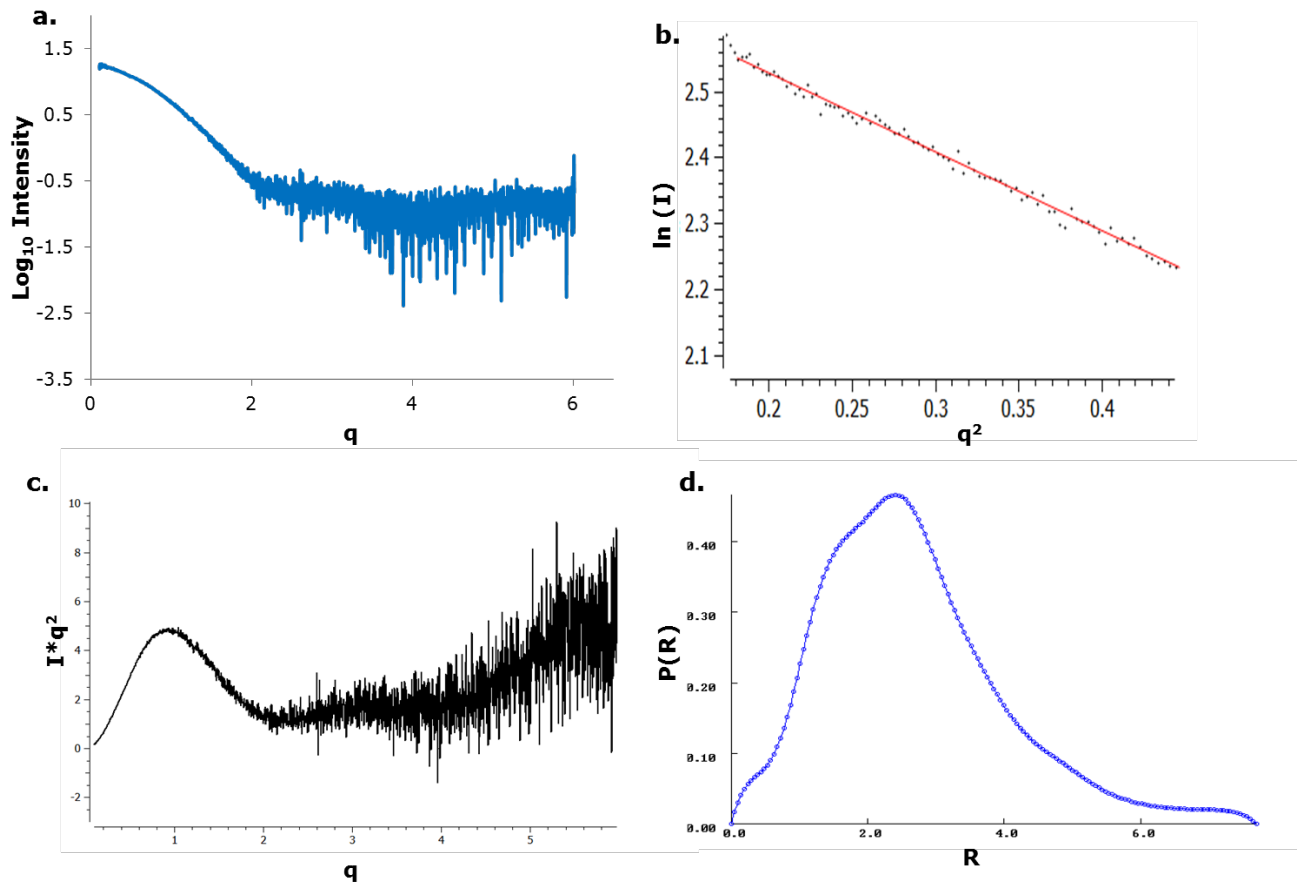 a.
1.5
0.5
-0.5
-1.5
-2.5
-3.5
Log₁₀ Intensity
0 2 4 6
q
b.
2.5
2.4
2.3
2.2
2.1
ln (I)
0.2 0.25 0.3 0.35 0.4
q²
c.
10
8
6
4
2
0
-2
I*q²
1 2 3 4 5
q
d.
0.40
0.30
0.20
0.10
0.00
P(R)
0.0 2.0 4.0 6.0
R